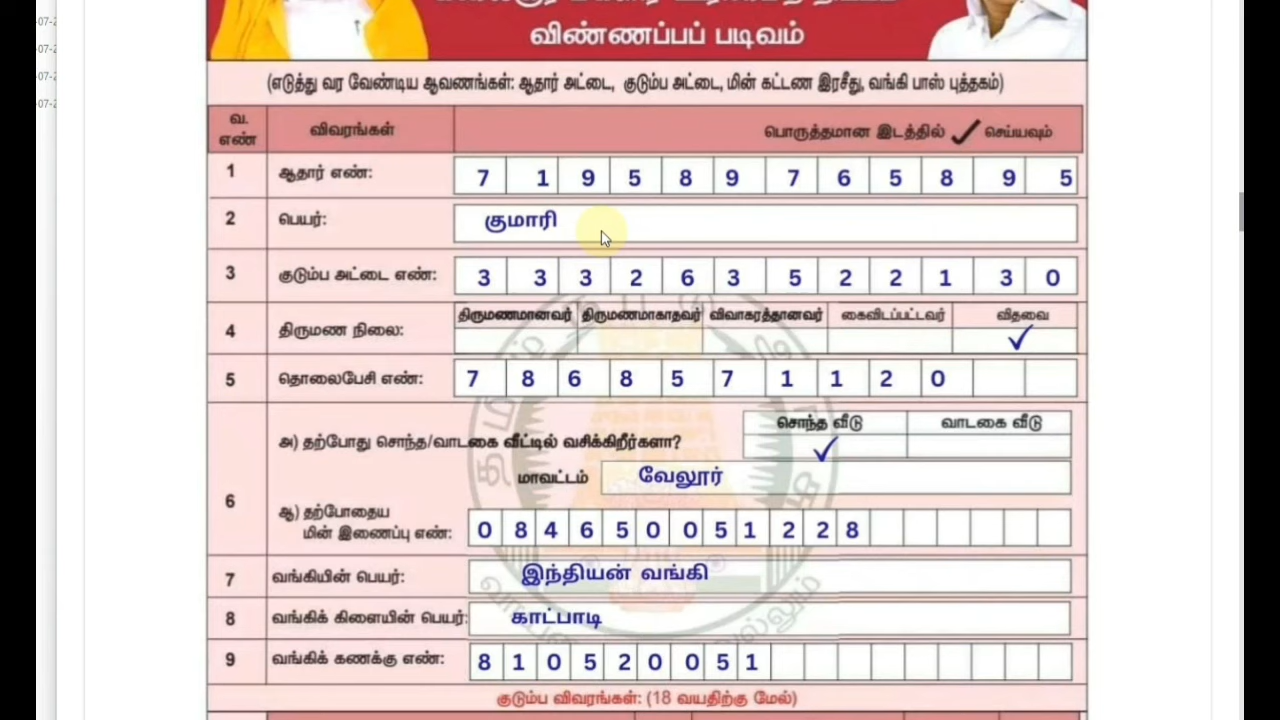 விண்ணப்பப் படிவம்
(எடுத்து வர வேண்டிய ஆவணங்கள்: ஆதார் அட்டை, குடும்ப அட்டை, மின் கட்டண இரசீது, வங்கி பாஸ் புத்தகம்)
வ. எண் விவரங்கள் பொருத்தமான இடத்தில் ✓ செய்யவும்
1 ஆதார் எண்: 7 1 9 5 8 9 7 6 5 8 9 5
2 பெயர்: குமாரி
3 குடும்ப அட்டை எண்: 3 3 3 2 6 3 5 2 2 1 3 0
திருமணமானவர் திருமணமாகாதவர் விவாகரத்தானவர் கைவிடப்பட்டவர் விதவை
4 திருமண நிலை: ✓
5 தொலைபேசி எண்: 7 8 6 8 5 7 1 1 2 0
சொந்த வீடு வாடகை வீடு
அ) தற்போது சொந்த/வாடகை வீட்டில் வசிக்கிறீர்களா? ✓
மாவட்டம் வேலூர்
6 ஆ) தற்போதைய
மின் இணைப்பு எண்: 0 8 4 6 5 0 0 5 1 2 2 8
7 வங்கியின் பெயர்: இந்தியன் வங்கி
8 வங்கிக் கிளையின் பெயர்: காட்பாடி
9 வங்கிக் கணக்கு எண்: 8 1 0 5 2 0 0 5 1
குடும்ப விவரங்கள்: (18 வயதிற்கு மேல்)